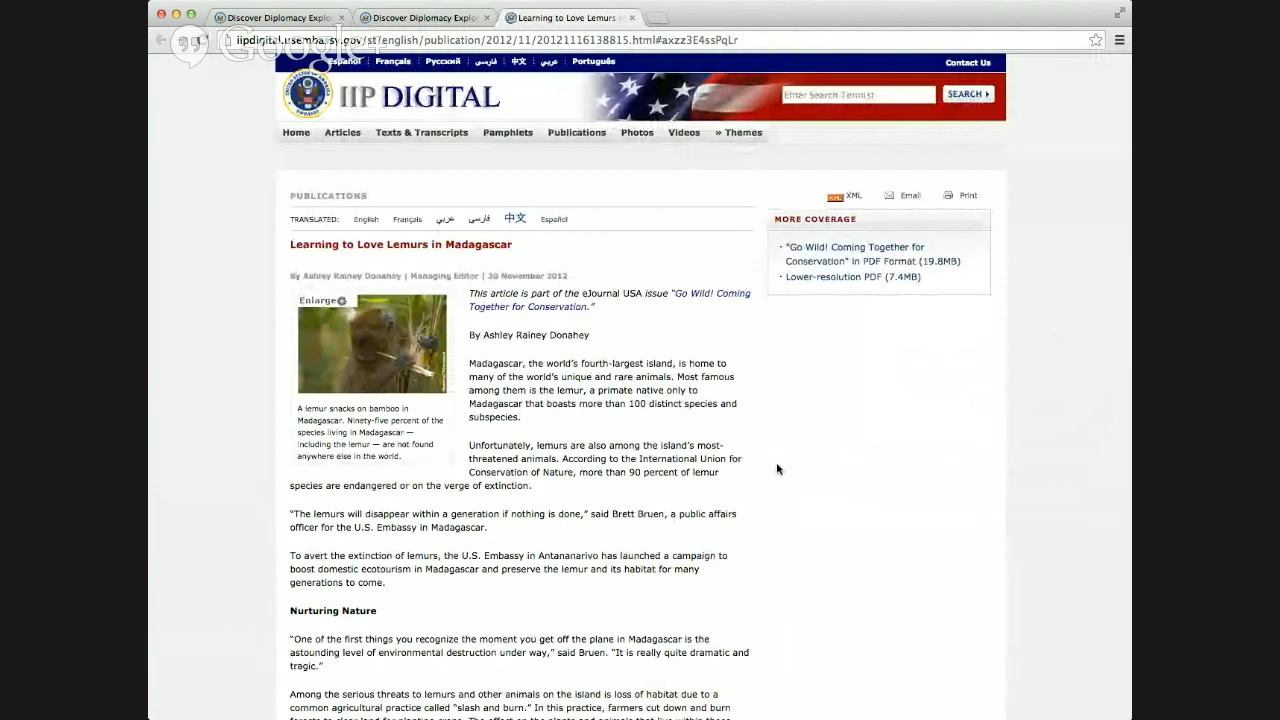 Discover Diplomacy Explo
Discover Diplomacy Explo
Learning to Love Lemurs in
iipdigital.usembassy.gov/st/english/publication/2012/11/20121116138815.html#axzz3E4ssPqLr
Google+
Español Français Русский فارسی 中文 عربي Português
Contact Us
IIP DIGITAL
SEARCH
Home Articles Texts & Transcripts Pamphlets Publications Photos Videos » Themes
PUBLICATIONS
XML XML Email Print
TRANSLATED: English Français عربي فارسی 中文 Español
MORE COVERAGE
· "Go Wild! Coming Together for
Conservation" in PDF Format (19.8MB)
· Lower-resolution PDF (7.4MB)
Learning to Love Lemurs in Madagascar
By Ashley Rainey Donahey | Managing Editor | 30 November 2012
Enlarge
A lemur snacks on bamboo in
Madagascar. Ninety-five percent of the
species living in Madagascar —
including the lemur — are not found
anywhere else in the world.
This article is part of the eJournal USA issue “Go Wild! Coming
Together for Conservation.”
By Ashley Rainey Donahey
Madagascar, the world’s fourth-largest island, is home to
many of the world’s unique and rare animals. Most famous
among them is the lemur, a primate native only to
Madagascar that boasts more than 100 distinct species and
subspecies.
Unfortunately, lemurs are also among the island’s most-
threatened animals. According to the International Union for
Conservation of Nature, more than 90 percent of lemur
species are endangered or on the verge of extinction.
“The lemurs will disappear within a generation if nothing is done,” said Brett Bruen, a public affairs
officer for the U.S. Embassy in Madagascar.
To avert the extinction of lemurs, the U.S. Embassy in Antananarivo has launched a campaign to
boost domestic ecotourism in Madagascar and preserve the lemur and its habitat for many
generations to come.
Nurturing Nature
“One of the first things you recognize the moment you get off the plane in Madagascar is the
astounding level of environmental destruction under way,” said Bruen. “It is really quite dramatic and
tragic.”
Among the serious threats to lemurs and other animals on the island is loss of habitat due to a
common agricultural practice called “slash and burn.” In this practice, farmers cut down and burn